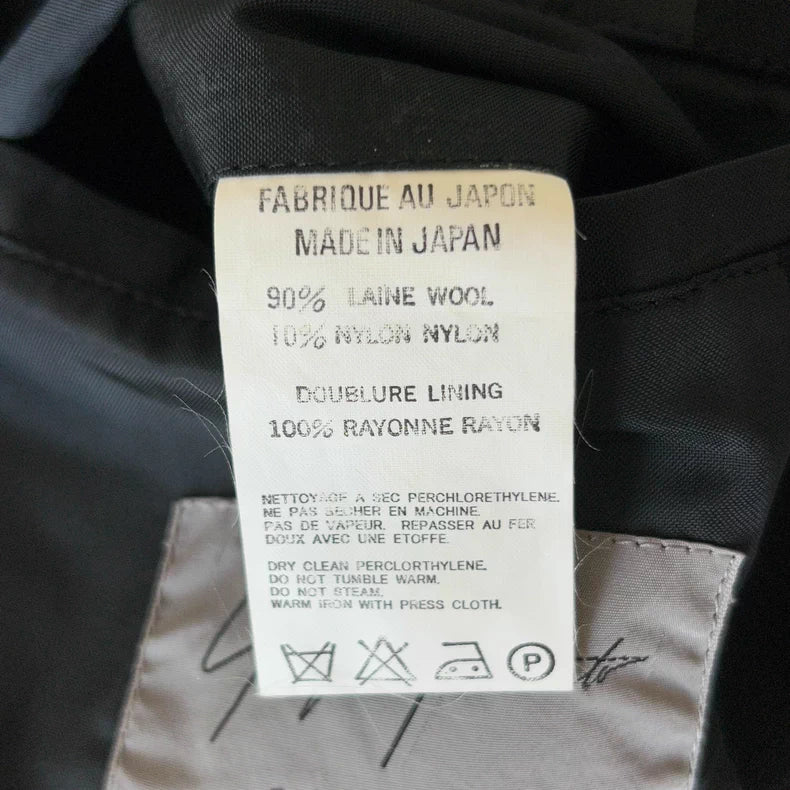 FABRIQUE AU JAPON
MADE IN JAPAN
90% LAINE WOOL
10% NYLON NYLON
DOUBLURE LINING
100% RAYONNE RAYON
NETTOYAGE A SEC PERCHLORETHYLENE.
NE PAS SECHER EN MACHINE.
PAS DE VAPEUR. REPASSER AU FER
DOUX AVEC UNE ETOFFE.
DRY CLEAN PERCLORTHYLENE.
DO NOT TUMBLE WARM.
DO NOT STEAM.
WARM IRON WITH PRESS CLOTH.
P